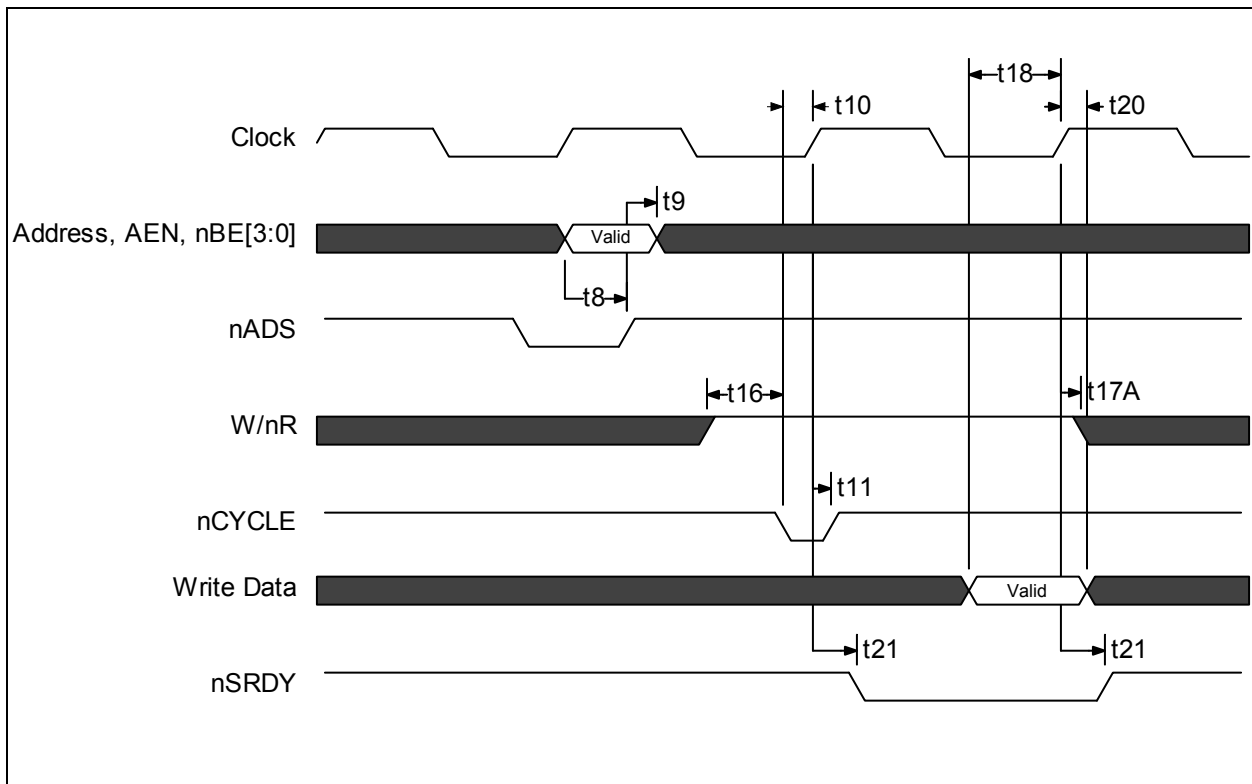 t18
t10
t20
Clock
t9
Address, AEN, nBE[3:0]
Valid
t8
nADS
t16
t17A
W/nR
t11
nCYCLE
Write Data
Valid
t21
t21
nSRDY